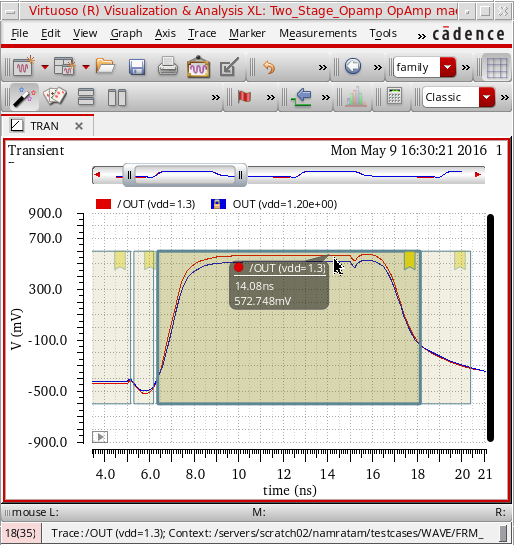 Virtuoso (R) Visualization & Analysis XL: Two_Stage_Opamp OpAmp mac
File Edit View Graph Axis Trace Marker Measurements Tools » cādence
» » family
» » » Classic
TRAN
Transient Mon May 9 16:30:21 2016 1
/OUT (vdd=1.3) OUT (vdd=1.20e+00)
900.0
700.0
300.0
-100.0
-500.0
-900.0
V (mV)
/OUT (vdd=1.3)
14.08ns
572.748mV
4.0 6.0 8.0 10 12 14 16 18 20 21
time (ns)
mouse L: M: R:
18(35) Trace: /OUT (vdd=1.3); Context: /servers/scratch02/namratam/testcases/WAVE/FRM_